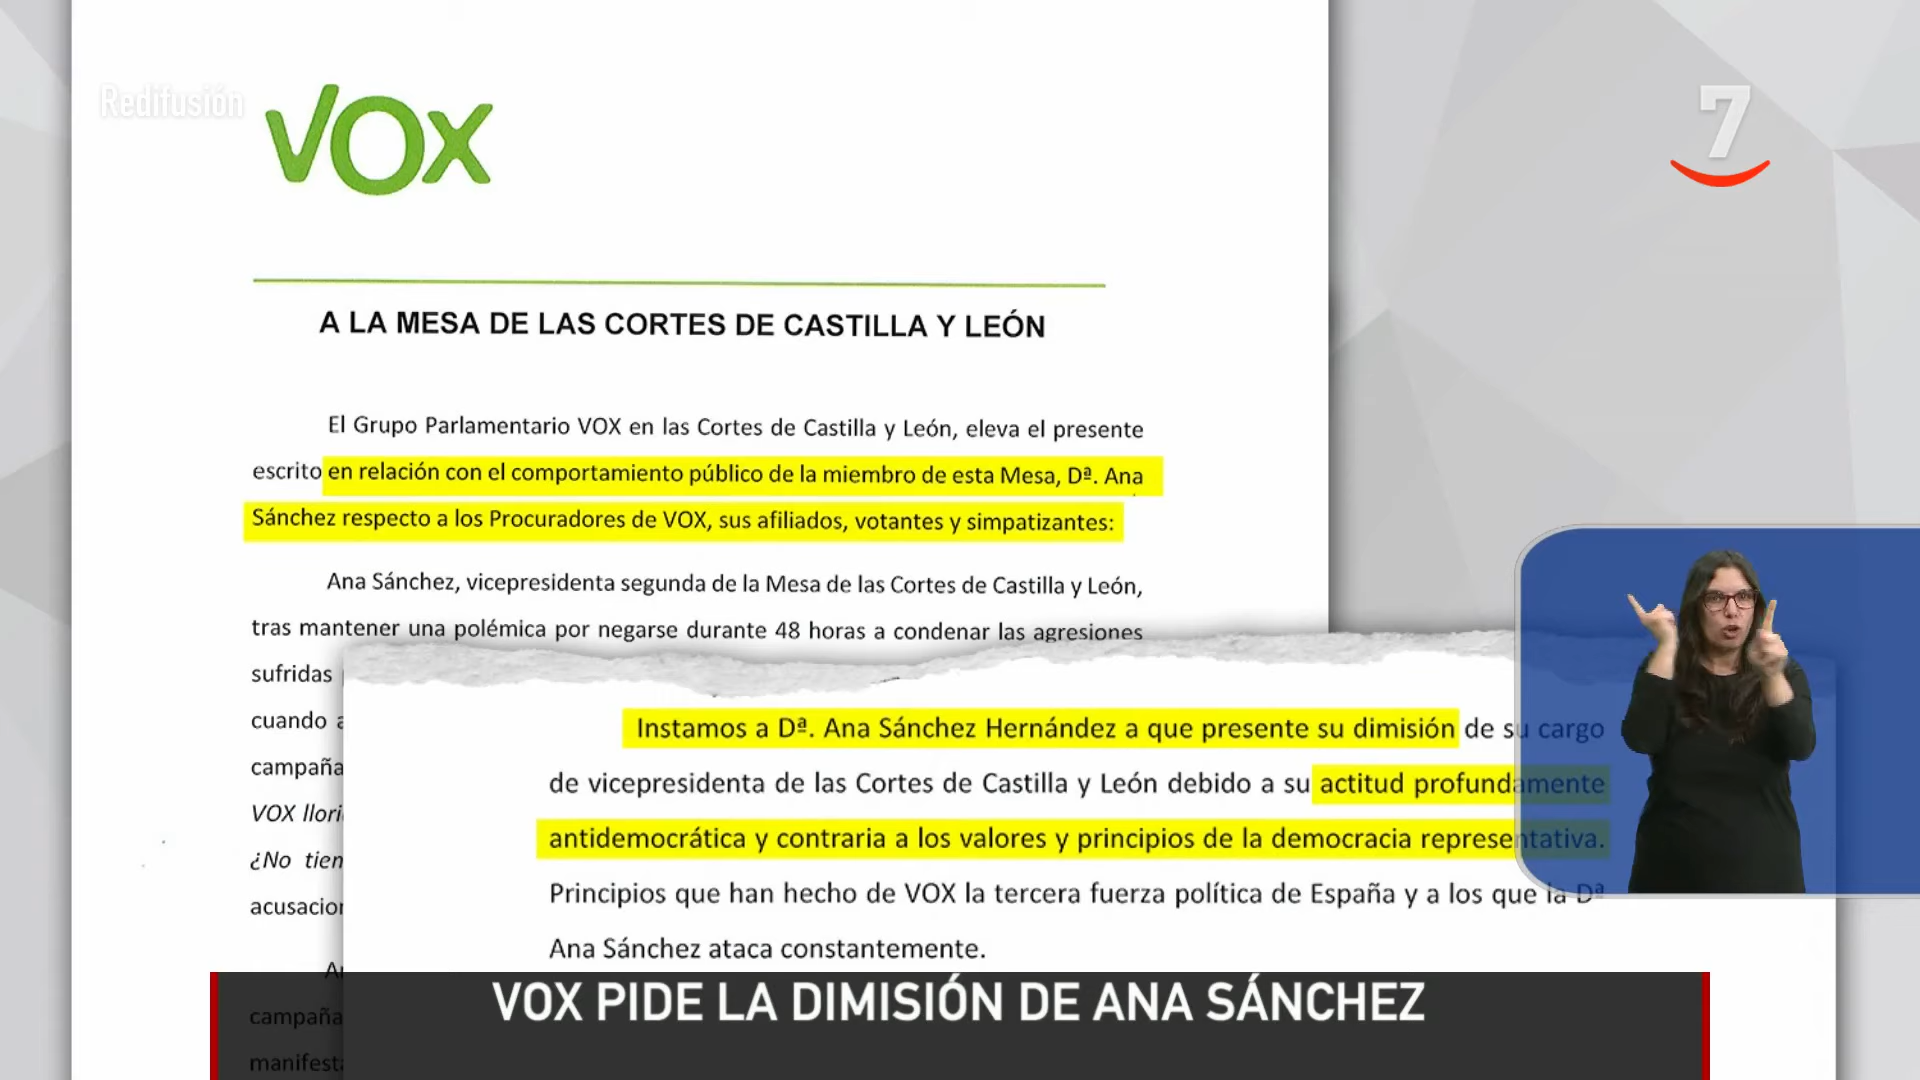 Redifusión
VOX
7
A LA MESA DE LAS CORTES DE CASTILLA Y LEÓN
El Grupo Parlamentario VOX en las Cortes de Castilla y León, eleva el presente
escrito en relación con el comportamiento público de la miembro de esta Mesa, Dª. Ana
Sánchez respecto a los Procuradores de VOX, sus afiliados, votantes y simpatizantes:
Ana Sánchez, vicepresidenta segunda de la Mesa de las Cortes de Castilla y León,
tras mantener una polémica por negarse durante 48 horas a condenar las agresiones
sufridas
cuando
campaña
VOX
¿No
Instamos a Dª. Ana Sánchez Hernández a que presente su dimisión de su cargo
de vicepresidenta de las Cortes de Castilla y León debido a su actitud profundamente
antidemocrática y contraria a los valores y principios de la democracia representativa.
Principios que han hecho de VOX la tercera fuerza política de España y a los que la Dª
Ana Sánchez ataca constantemente.
campaña
VOX PIDE LA DIMISIÓN DE ANA SÁNCHEZ